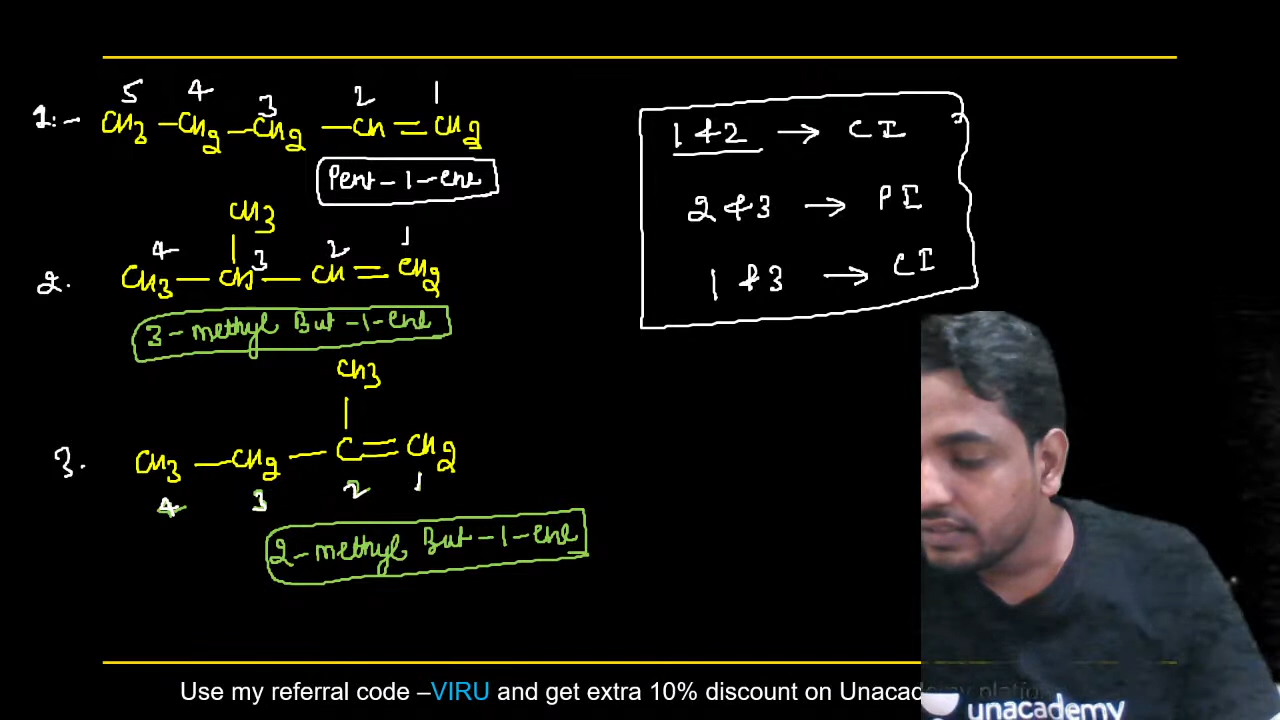 5 4 3 2 1
1:- CH3 — CH2 — CH2 — CH = CH2
Pent-1-ene
CH3
|
4 3 2 1
2. CH3 — CH — CH = CH2
3-methyl But-1-ene
CH3
|
3. CH3 — CH2 — C = CH2
4 3 2 1
2-methyl But-1-ene
1 & 2 → CI
2 & 3 → PI
1 & 3 → CI
Use my referral code –VIRU and get extra 10% discount on Unacademy platfo
unacademy